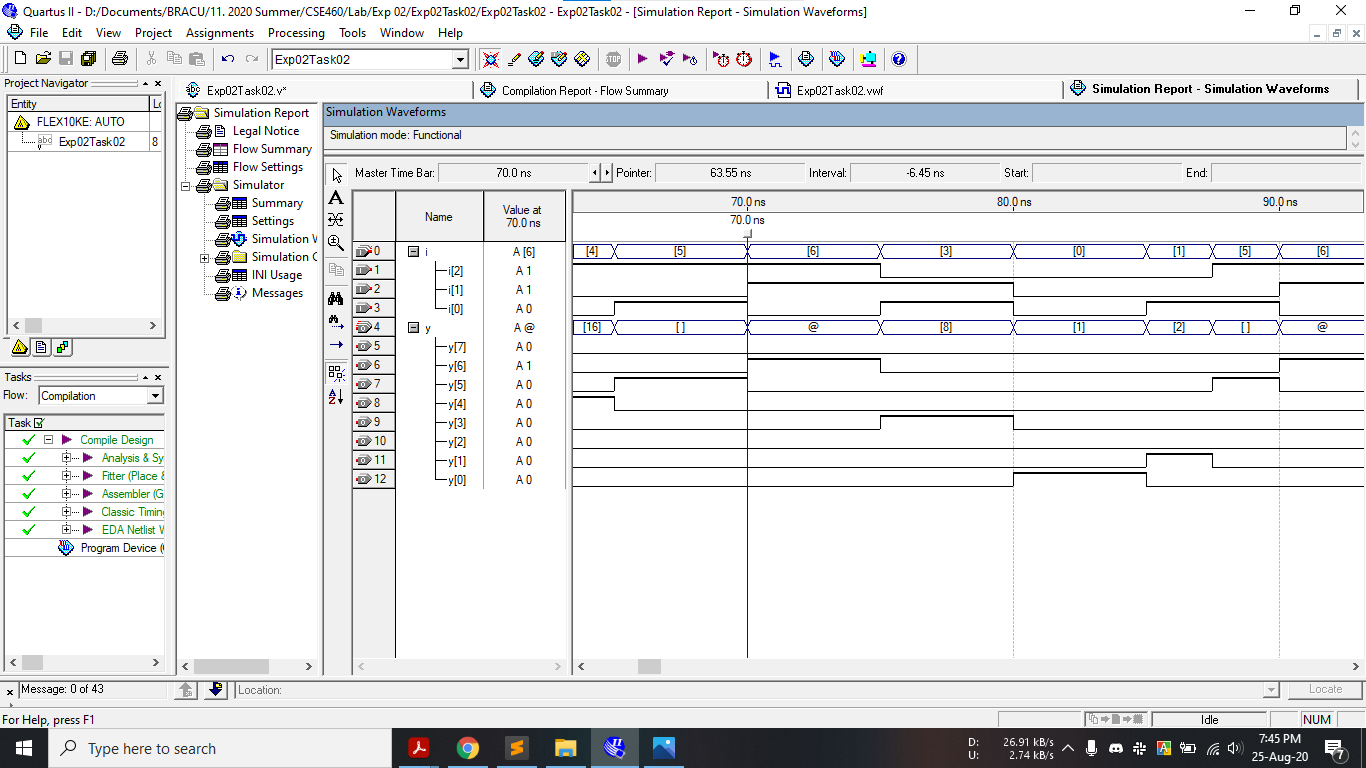 Quartus II - D:/Documents/BRACU/11. 2020 Summer/CSE460/Lab/Exp 02/Exp02Task02/Exp02Task02 - Exp02Task02 - [Simulation Report - Simulation Waveforms]
File Edit View Project Assignments Processing Tools Window Help
Exp02Task02
Project Navigator
Entity Lo
FLEX10KE: AUTO
abc Exp02Task02 8
Tasks
Flow: Compilation
Task
Compile Design
Analysis & Sy
Fitter (Place &
Assembler (G
Classic Timin
EDA Netlist W
Program Device (
Exp02Task02.v*
Compilation Report - Flow Summary
Exp02Task02.vwf
Simulation Report - Simulation Waveforms
Simulation Report
Legal Notice
Flow Summary
Flow Settings
Simulator
Summary
Settings
Simulation W
Simulation C
INI Usage
Messages
Simulation Waveforms
Simulation mode: Functional
Master Time Bar: 70.0 ns Pointer: 63.55 ns Interval: -6.45 ns Start: End:
Name Value at 70.0 ns 70.0 ns 80.0 ns 90.0 ns
70.0 ns
0 i A [6] [4] [5] [6] [3] [0] [1] [5] [6]
1 i[2] A 1
2 i[1] A 1
3 i[0] A 0
4 y A @ [16] [ ] @ [8] [1] [2] [ ] @
5 y[7] A 0
6 y[6] A 1
7 y[5] A 0
8 y[4] A 0
9 y[3] A 0
10 y[2] A 0
11 y[1] A 0
12 y[0] A 0
Message: 0 of 43 Location: Locate
For Help, press F1 Idle NUM
Type here to search
D: 26.91 kB/s
U: 2.74 kB/s
7:45 PM
25-Aug-20
7